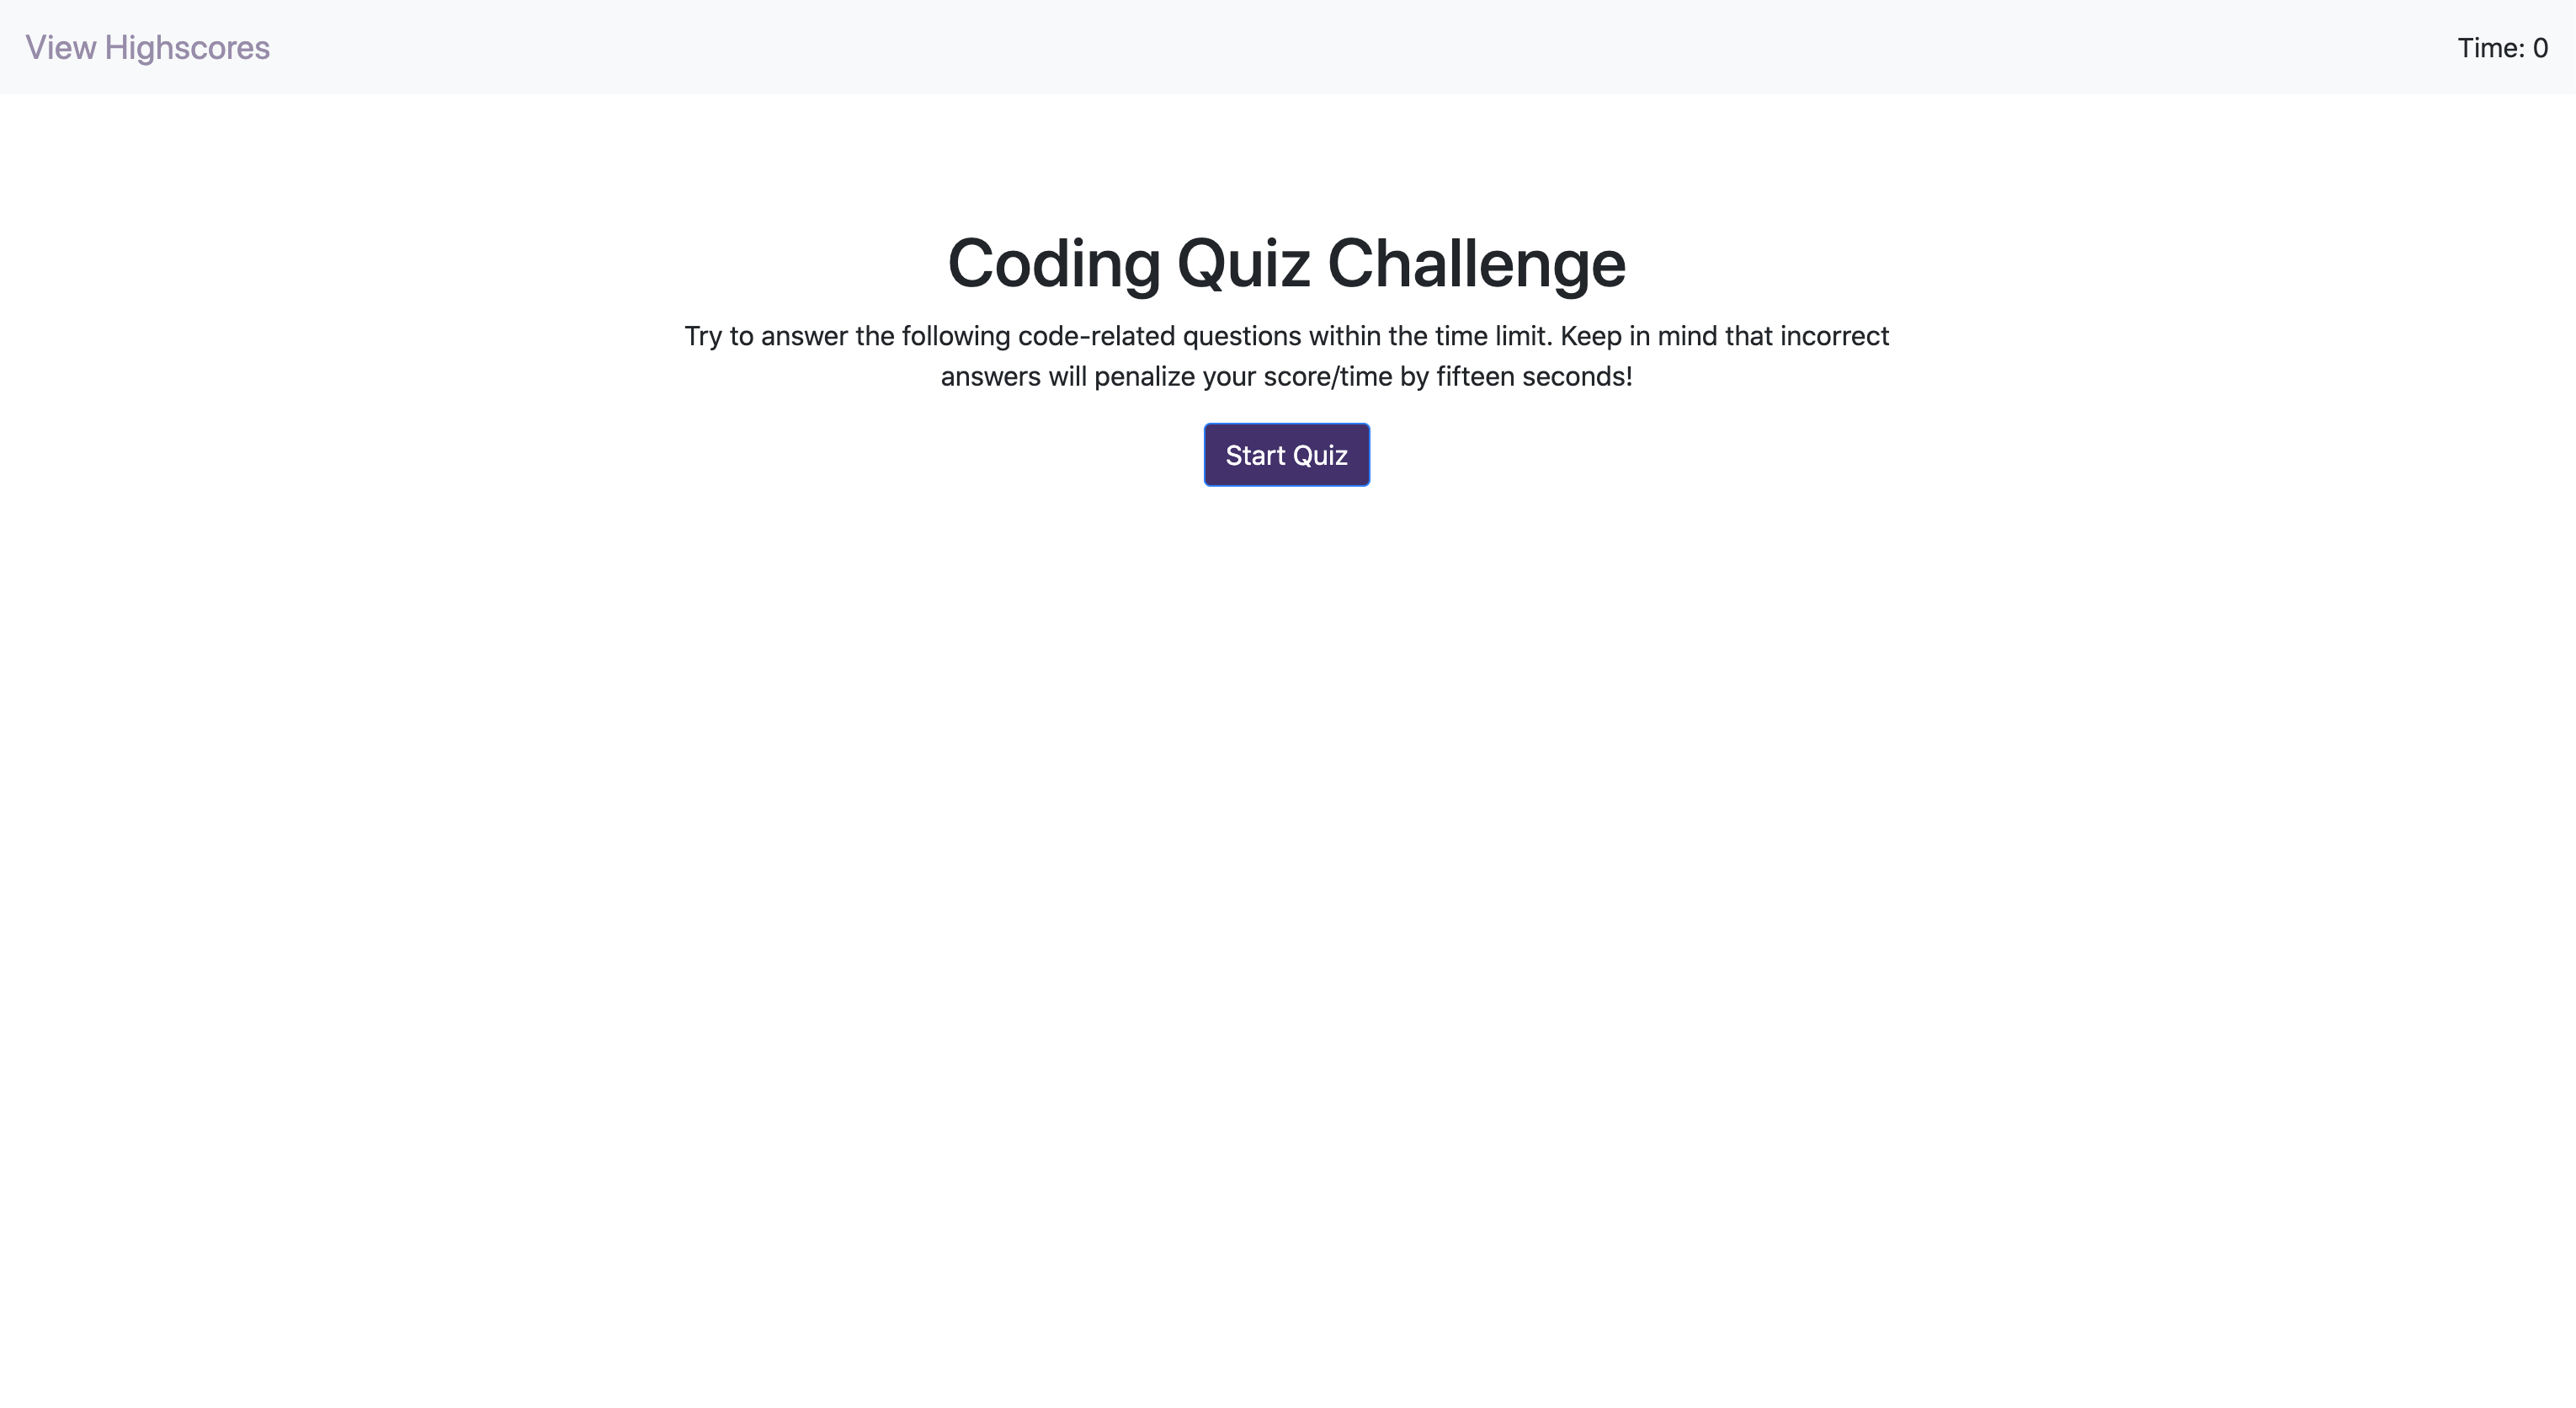 View Highscores
Time: 0
Coding Quiz Challenge
Try to answer the following code-related questions within the time limit. Keep in mind that incorrect
answers will penalize your score/time by fifteen seconds!
Start Quiz